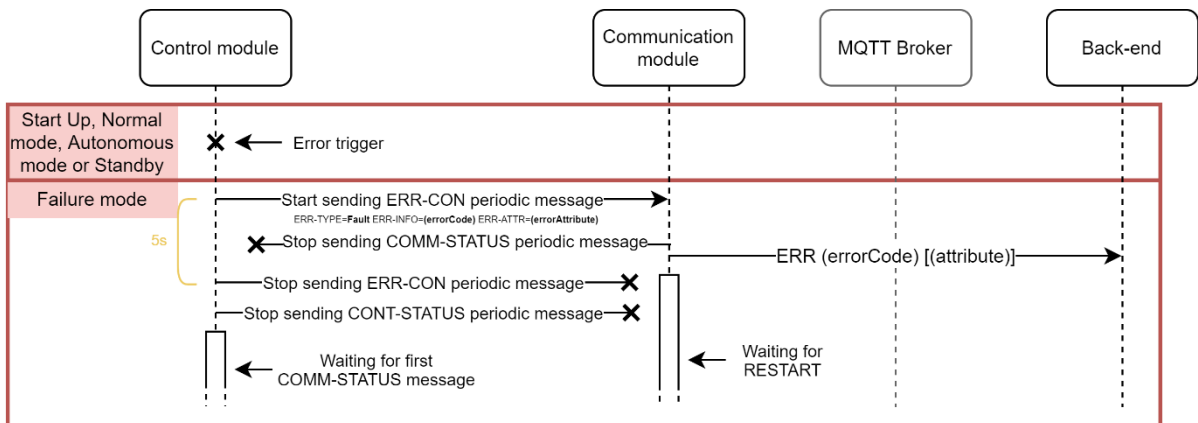 Control module
Communication
module
MQTT Broker
Back-end
Start Up, Normal
mode, Autonomous
mode or Standby
Error trigger
Failure mode
Start sending ERR-CON periodic message
ERR-TYPE=Fault ERR-INFO=(errorCode) ERR-ATTR=(errorAttribute)
5s
Stop sending COMM-STATUS periodic message
ERR (errorCode) [(attribute)]
Stop sending ERR-CON periodic message
Stop sending CONT-STATUS periodic message
Waiting for first
COMM-STATUS message
Waiting for
RESTART